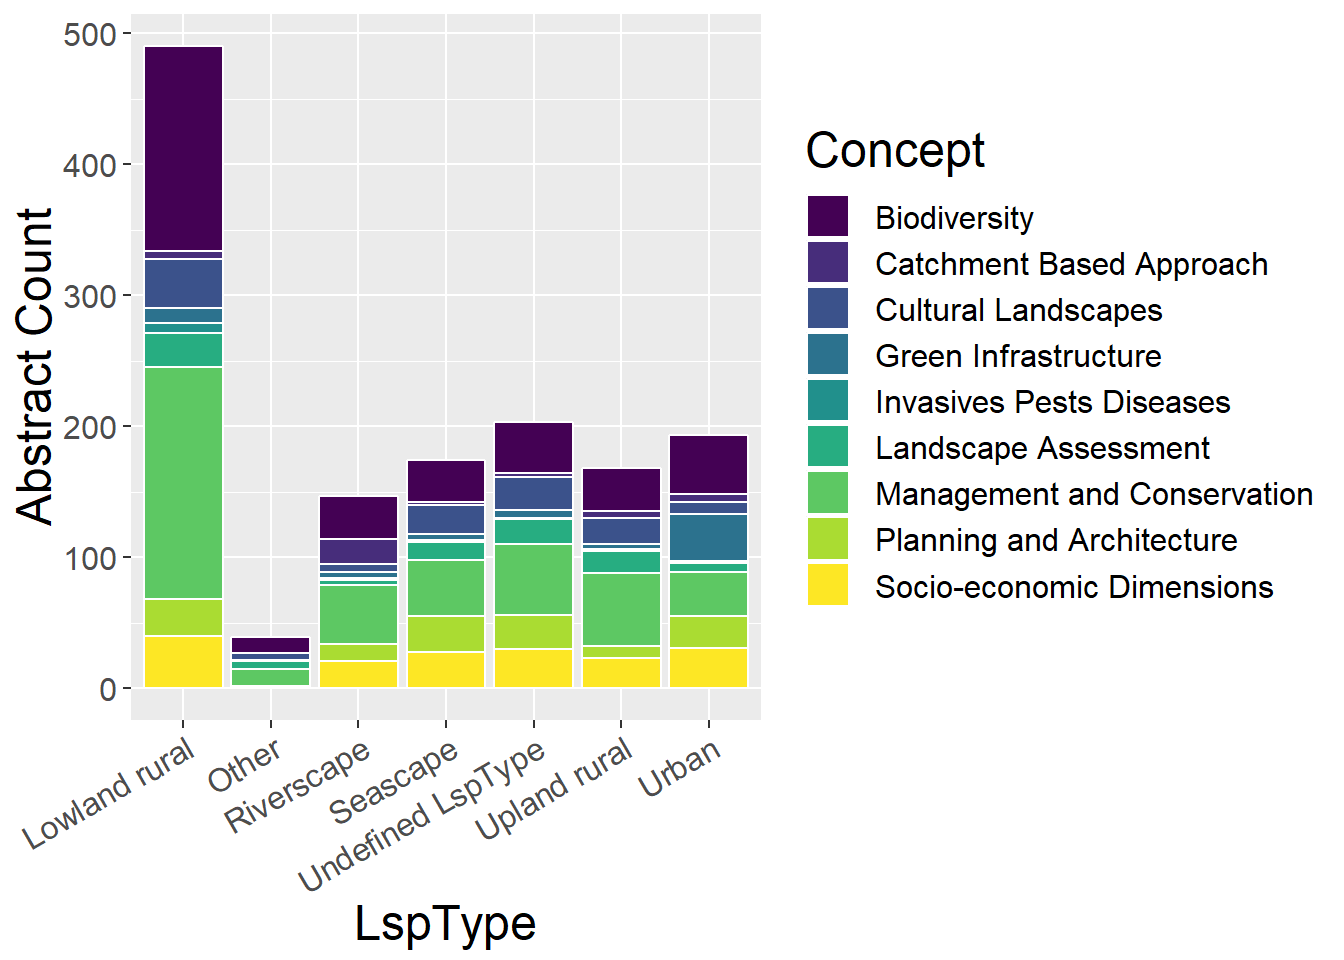 500
400
300
200
100
0
Abstract Count
Lowland rural
Other
Riverscape
Seascape
Undefined LspType
Upland rural
Urban
LspType
Concept
Biodiversity
Catchment Based Approach
Cultural Landscapes
Green Infrastructure
Invasives Pests Diseases
Landscape Assessment
Management and Conservation
Planning and Architecture
Socio-economic Dimensions